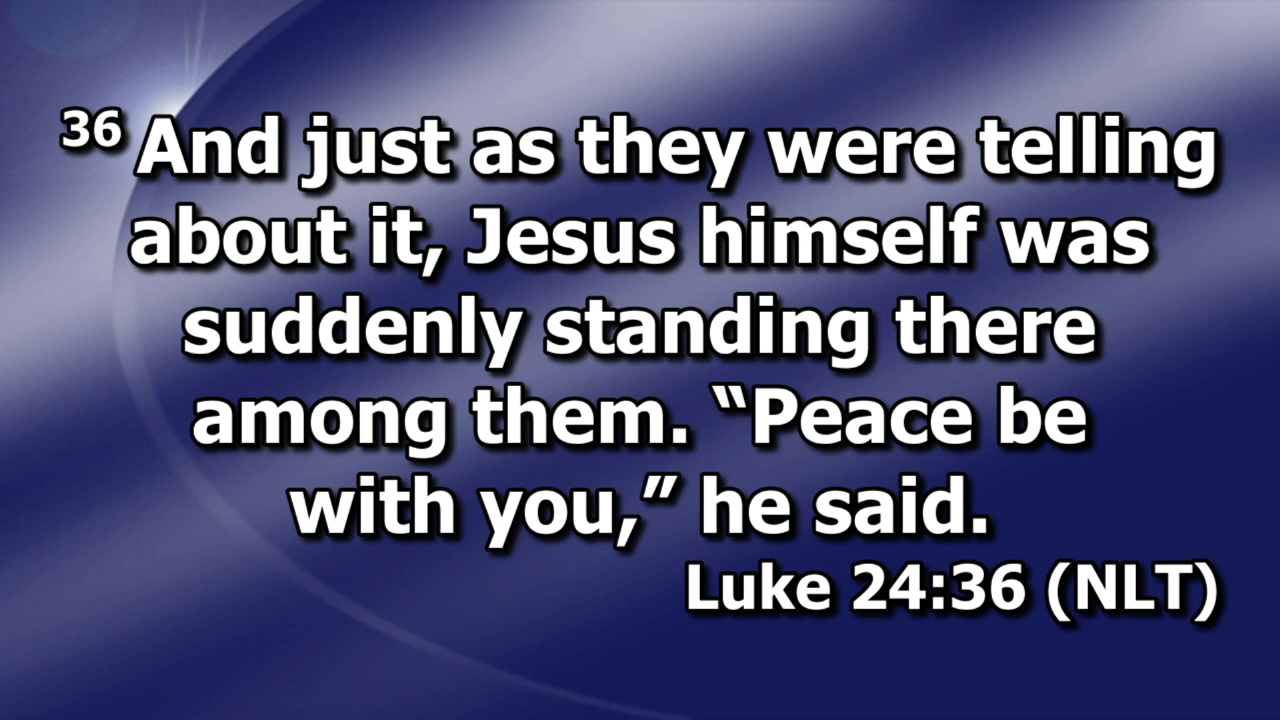 36 And just as they were telling
about it, Jesus himself was
suddenly standing there
among them. “Peace be
with you,” he said.
Luke 24:36 (NLT)